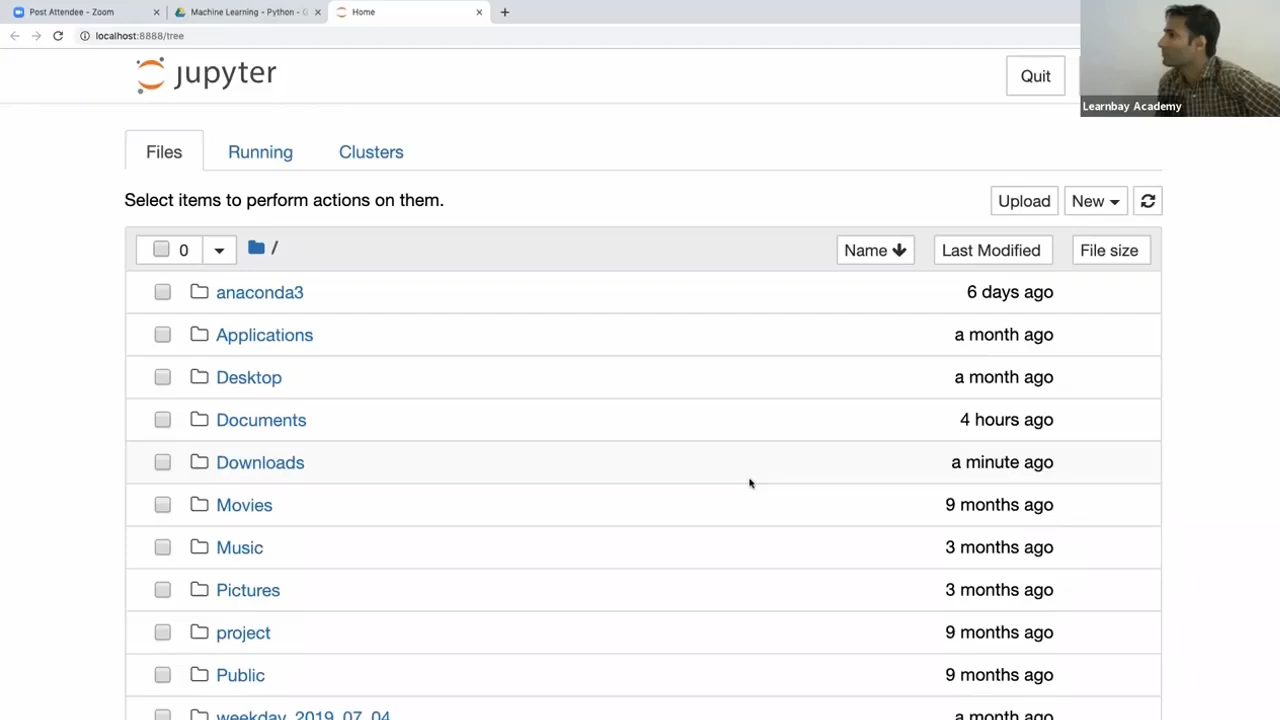 Post Attendee - Zoom
Machine Learning - Python - G
Home
localhost:8888/tree
jupyter
Quit
Learnbay Academy
Files
Running
Clusters
Select items to perform actions on them.
Upload
New
0
/
Name
Last Modified
File size
anaconda3
6 days ago
Applications
a month ago
Desktop
a month ago
Documents
4 hours ago
Downloads
a minute ago
Movies
9 months ago
Music
3 months ago
Pictures
3 months ago
project
9 months ago
Public
9 months ago
weekday_2019_07_04
a month ago